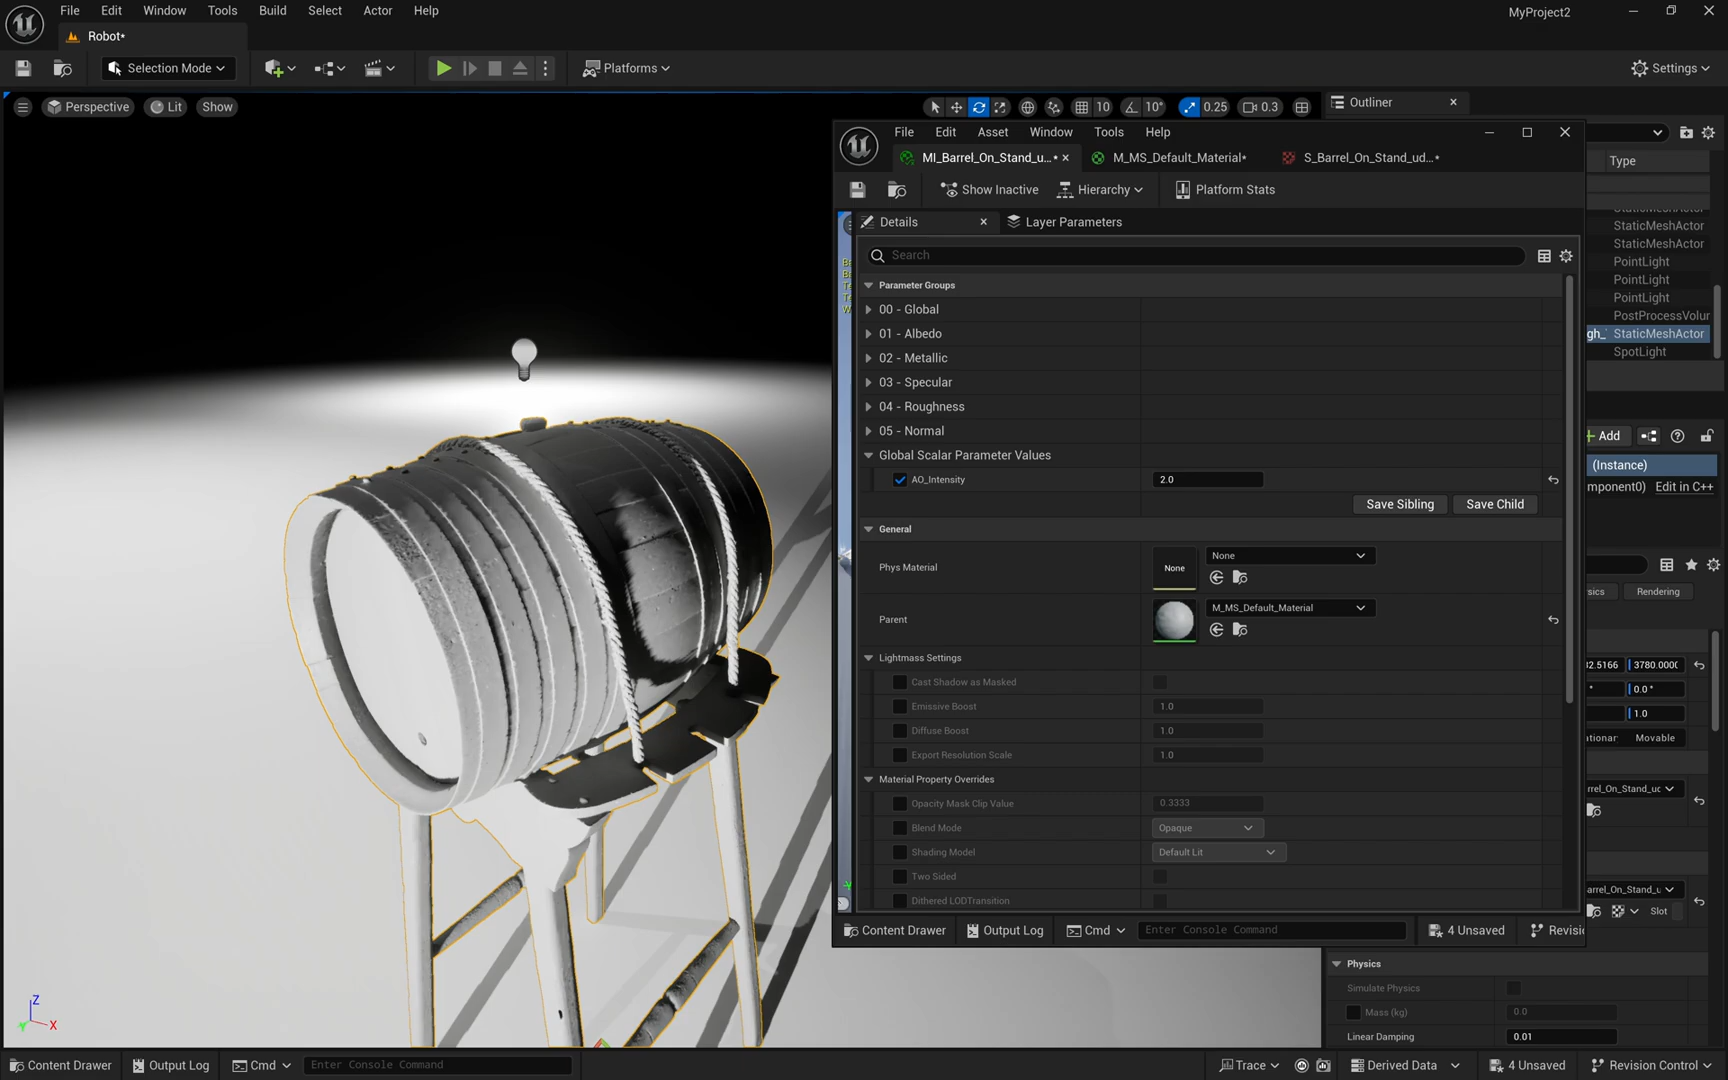 File Edit Window Tools Build Select Actor Help
MyProject2
Robot*
Selection Mode
Platforms
Settings
Perspective
Lit
Show
10
10°
0.25
0.3
Outliner
File Edit Asset Window Tools Help
MI_Barrel_On_Stand_u...*
M_MS_Default_Material*
S_Barrel_On_Stand_ud...*
Type
Show Inactive
Hierarchy
Platform Stats
Details
Layer Parameters
Search
StaticMeshActor
StaticMeshActor
PointLight
PointLight
PointLight
PostProcessVolur
gh_ StaticMeshActor
SpotLight
Parameter Groups
00 - Global
01 - Albedo
02 - Metallic
03 - Specular
04 - Roughness
05 - Normal
Global Scalar Parameter Values
AO_Intensity
2.0
Save Sibling
Save Child
General
Phys Material
None
None
Parent
M_MS_Default_Material
Lightmass Settings
Cast Shadow as Masked
Emissive Boost
1.0
Diffuse Boost
1.0
Export Resolution Scale
1.0
Material Property Overrides
Opacity Mask Clip Value
0.3333
Blend Mode
Opaque
Shading Model
Default Lit
Two Sided
Dithered LODTransition
Content Drawer
Output Log
Cmd
Enter Console Command
4 Unsaved
Revisi
Add
(Instance)
mponent0) Edit in C++
sics
Rendering
32.5166
3780.000(
0.0 °
1.0
ationar
Movable
rrel_On_Stand_uc
arrel_On_Stand_u
Slot
Physics
Simulate Physics
Mass (kg)
0.0
Linear Damping
0.01
Z
X
Y
Content Drawer
Output Log
Cmd
Enter Console Command
Trace
Derived Data
4 Unsaved
Revision Control